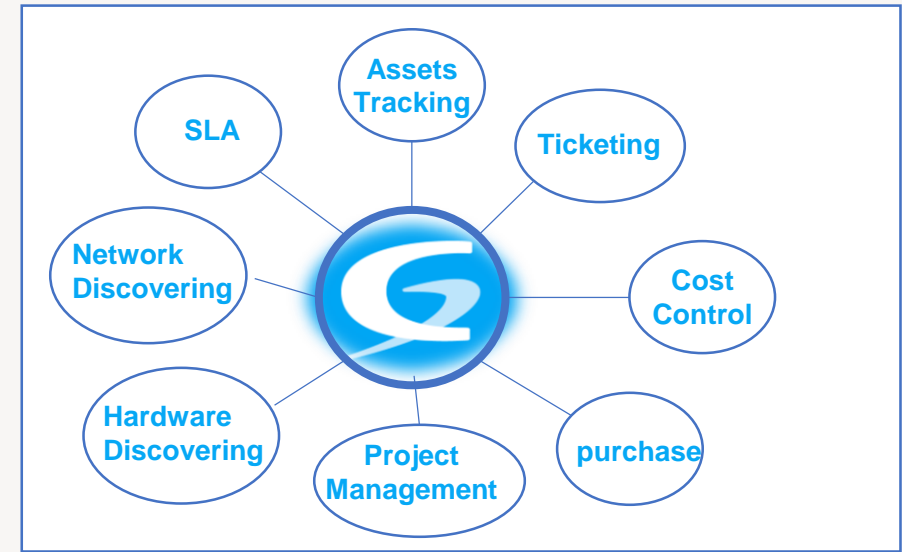 Assets
Tracking
SLA
Ticketing
Network
Discovering
Cost
Control
Hardware
Discovering
Project
Management
purchase